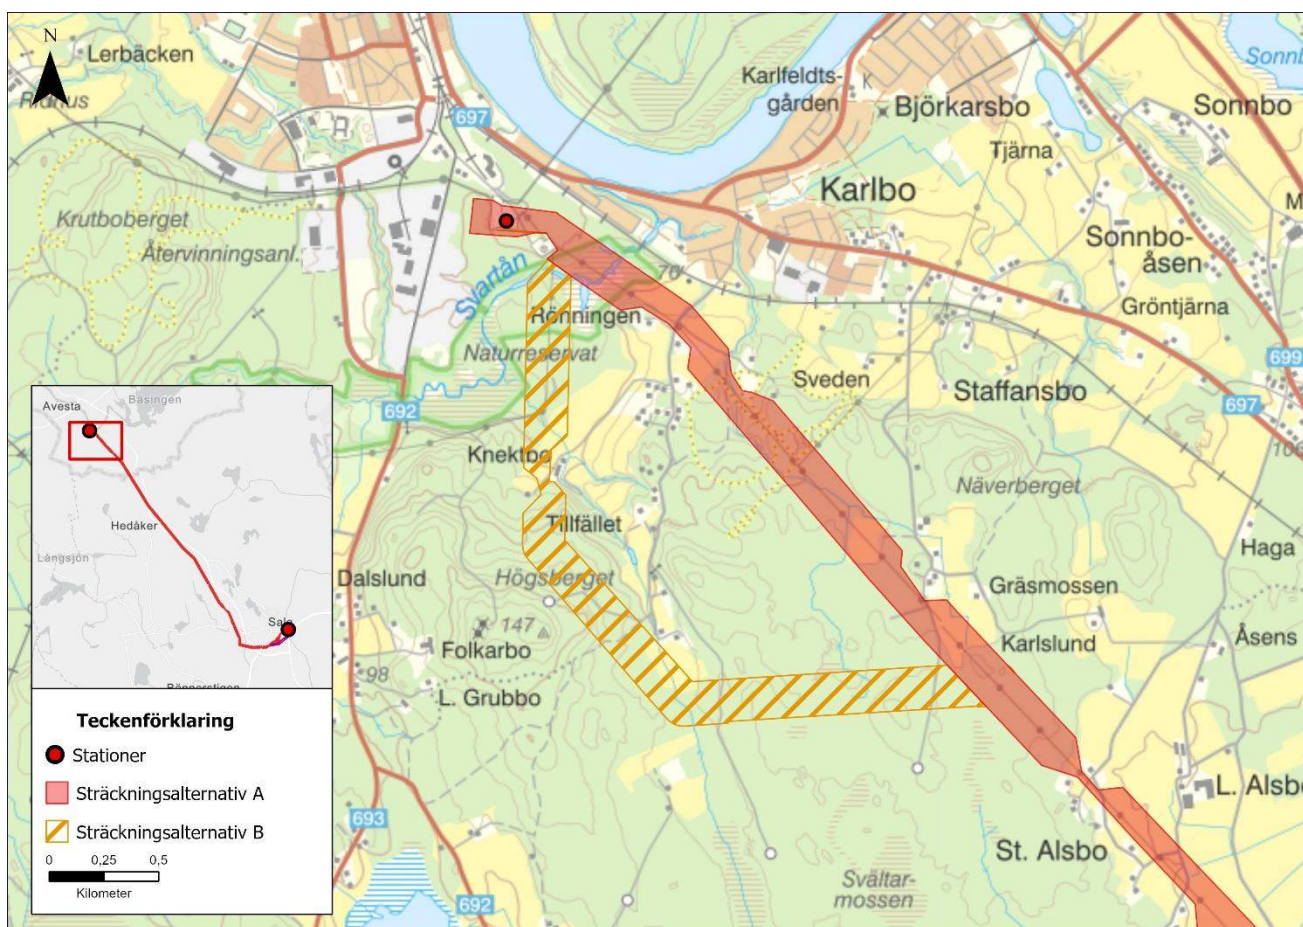 N
Lerbäcken
697
Karlfeldts-
gården
K
Björkarsbo
Sonnbo
Tjärna
Karlbo
Krutboberget
Återvinningsanl.
Svartån
70
Sonnbo-
åsen
Gröntjärna
Rönningen
Naturreservat
Sveden
Staffansbo
699
697
692
Knektbo
Näverberget
Tillfället
Haga
Högsberget
Dalslund
147
Gräsmossen
Folkarbo
Karlslund
Åsens
98
L. Grubbo
693
L. Alsbo
St. Alsbo
Svältar-
mossen
692
Avesta
Basingen
Hedåker
Långsjön
Sala
Teckenförklaring
Stationer
Sträckningsalternativ A
Sträckningsalternativ B
0 0,25 0,5
Kilometer